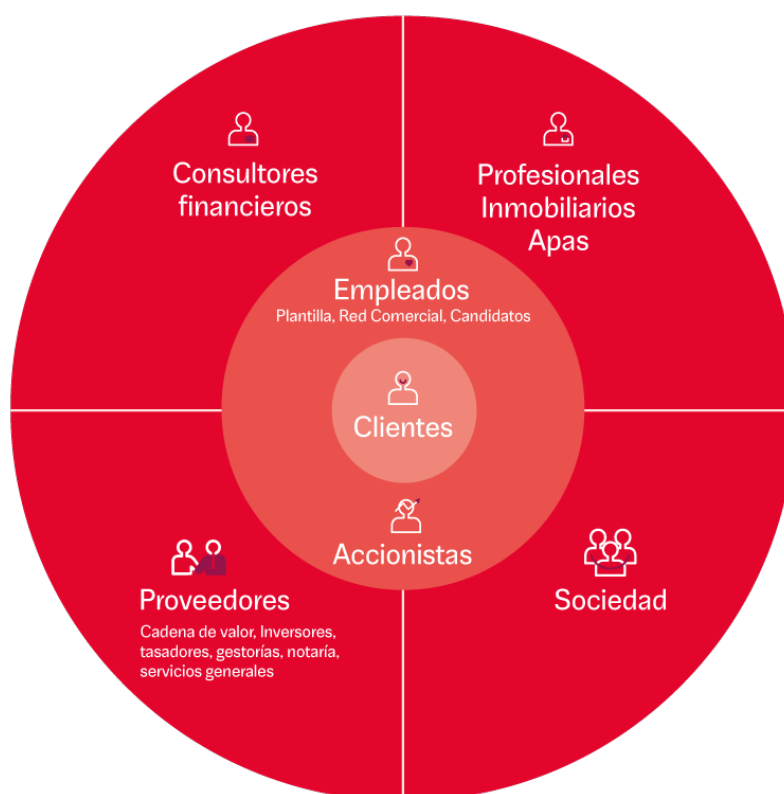 Consultores
financieros
Profesionales
Inmobiliarios
Apas
Empleados
Plantilla, Red Comercial, Candidatos
Clientes
Accionistas
Proveedores
Cadena de valor, Inversores,
tasadores, gestorías, notaría,
servicios generales
Sociedad